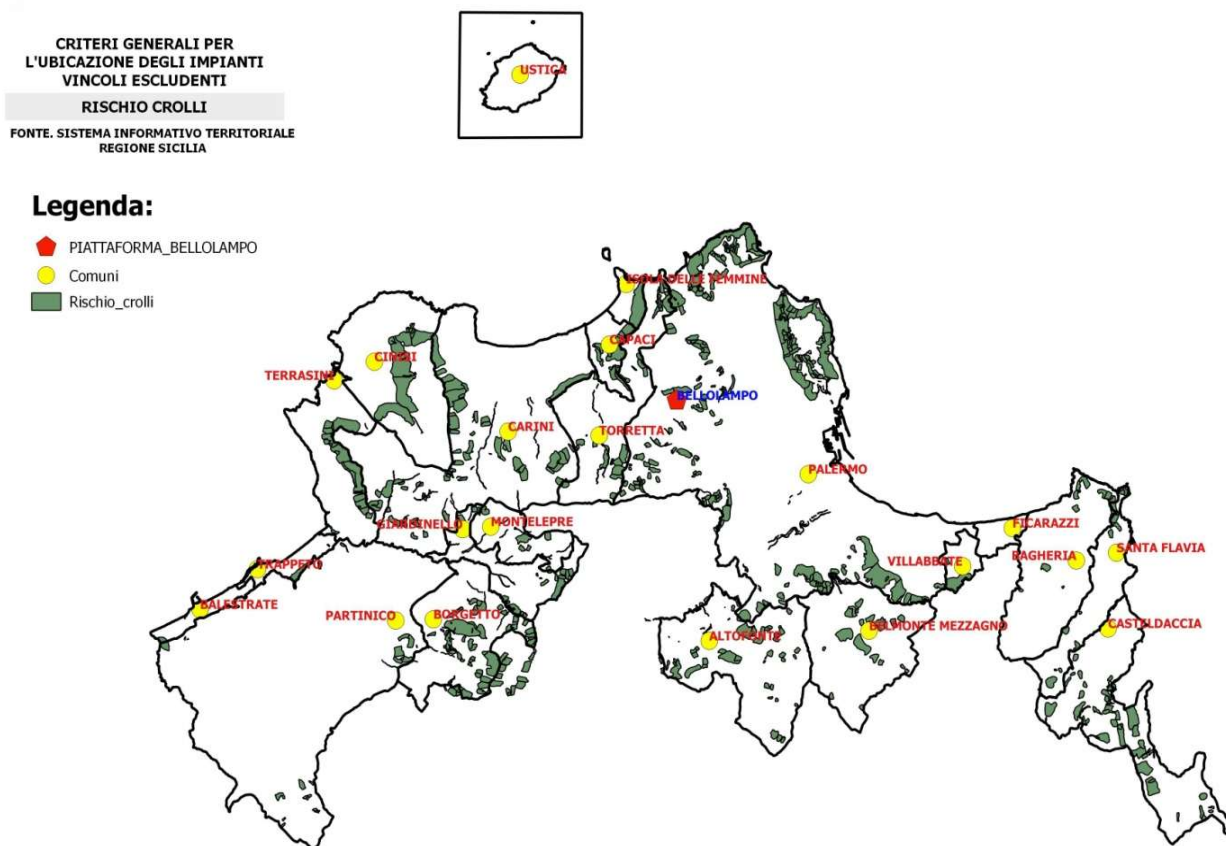 CRITERI GENERALI PER
L'UBICAZIONE DEGLI IMPIANTI
VINCOLI ESCLUDENTI
RISCHIO CROLLI
FONTE. SISTEMA INFORMATIVO TERRITORIALE
REGIONE SICILIA
USTICA
Legenda:
PIATTAFORMA_BELLOLAMPO
Comuni
Rischio_crolli
ISOLA DELLE FEMMINE
CAPACI
CINISI
TERRASINI
BELLOLAMPO
CARINI
TORRETTA
PALERMO
GIARDINELLO
MONTELEPRE
FICARAZZI
BAGHERIA
SANTA FLAVIA
VILLABBATE
TRAPPETO
BALESTRATE
PARTINICO
BORGETTO
ALTOFONTE
BELMONTE MEZZAGNO
CASTELDACCIA